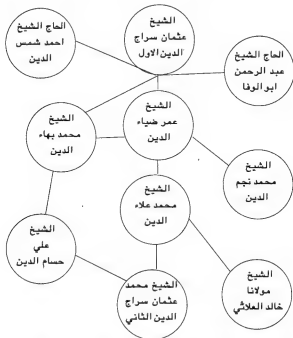 الحاج الشيخ
احمد شمس
الدين
الشيخ
عثمان سراج
الدين الاول
الحاج الشيخ
عبد الرحمن
ابو الوفا
الشيخ
محمد بهاء
الدين
الشيخ
عمر ضياء
الدين
الشيخ
محمد نجم
الدين
الشيخ
محمد علاء
الدين
الشيخ
علي
حسام الدين
الشيخ محمد
عثمان سراج
الدين الثاني
الشيخ
مولانا
خالد العلاثي